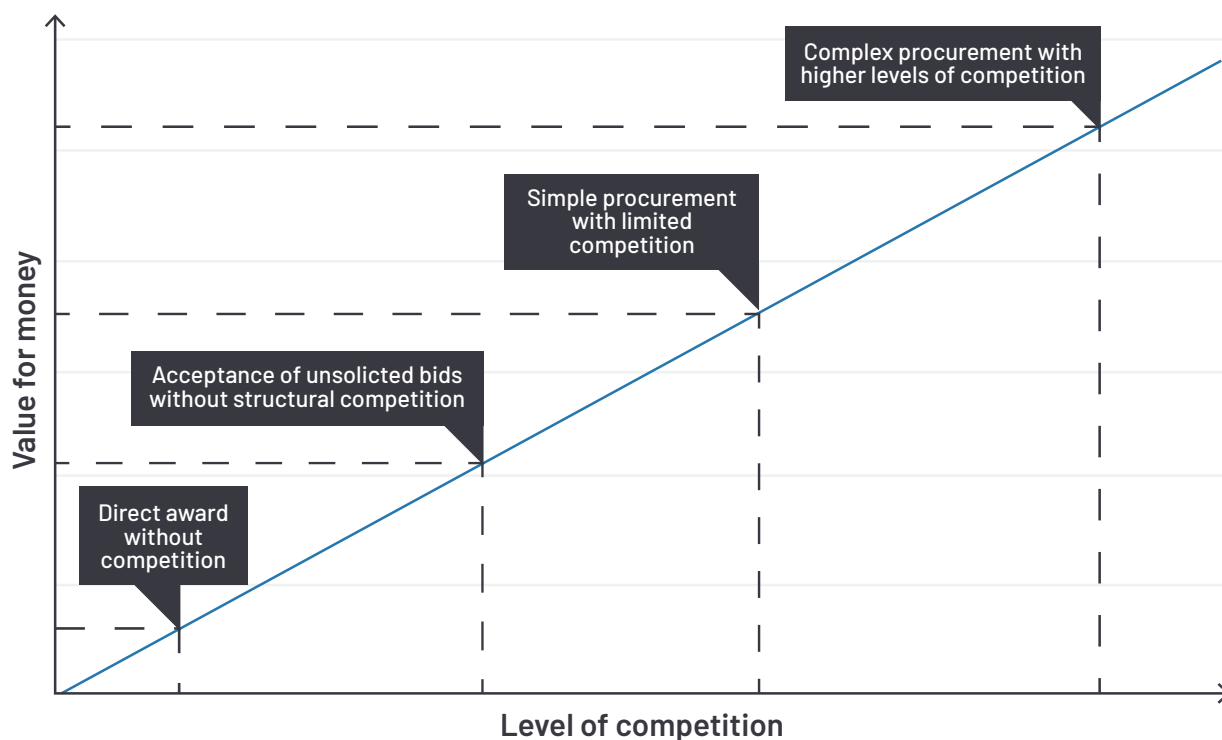 Complex procurement with
higher levels of competition
Simple procurement
with limited
competition
Acceptance of unsolicted bids
without structural competition
Direct award
without
competition
Value for money
Level of competition